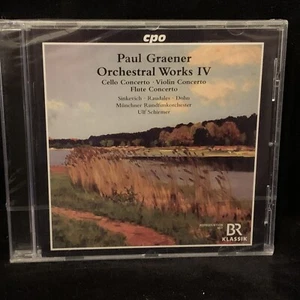 cpo
Paul Graener
Orchestral Works IV
Cello Concerto · Violin Concerto
Flute Concerto
Sinkevich · Randalev · Dohn
Münchner Rundfunkorchester
Ulf Schirmer
BR
KLASSIK